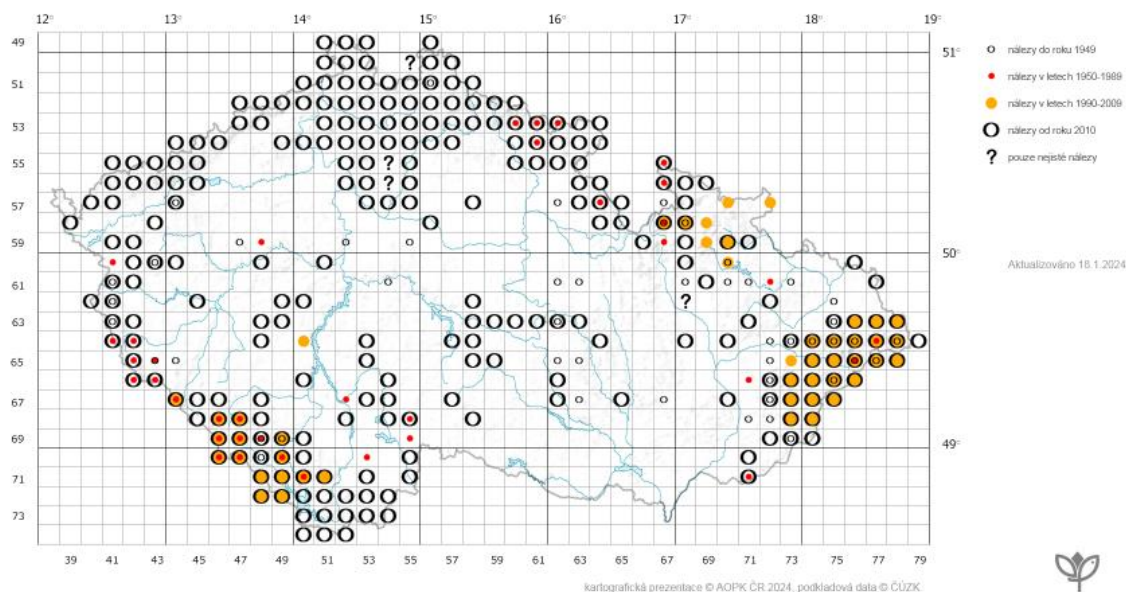 12° 13° 14° 15° 16° 17° 18° 19°
49
51°
nálezy do roku 1949
?
51
nálezy v letech 1950-1989
nálezy v letech 1990-2009
53
nálezy od roku 2010
55
?
pouze nejisté nálezy
?
?
57
59
50°
Aktualizováno 18.1.2024
61
?
63
65
67
69
49°
71
73
39 41 43 45 47 49 51 53 55 57 59 61 63 65 67 69 71 73 75 77 79
kartografická prezentace © AOPK ČR 2024, podkladová data © ČÚZK